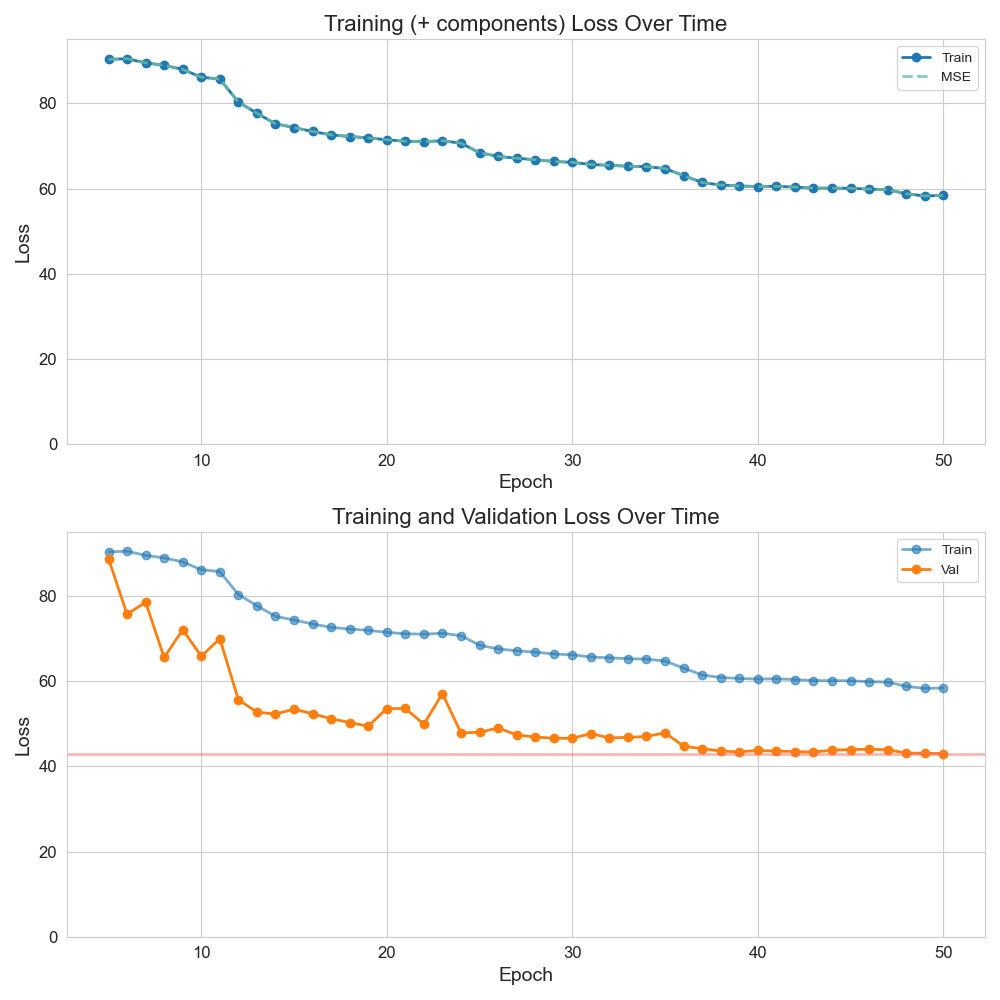 Training (+ components) Loss Over Time
Train
MSE
80
60
40
20
0
Loss
10 20 30 40 50
Epoch
Training and Validation Loss Over Time
Train
Val
80
60
40
20
0
Loss
10 20 30 40 50
Epoch